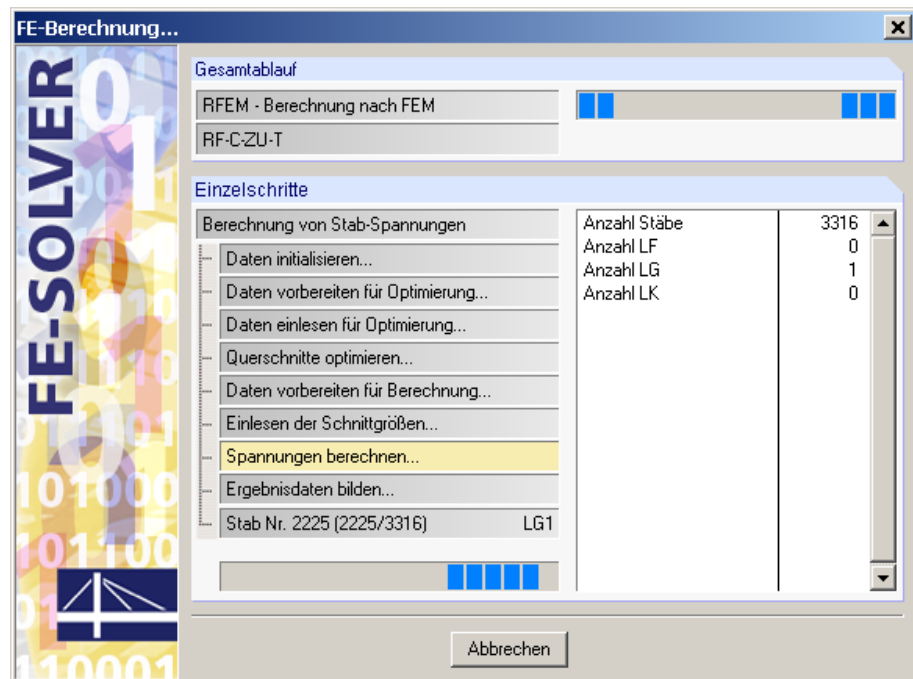 FE-Berechnung...
FE-SOLVER
Gesamtablauf
RFEM - Berechnung nach FEM
RF-C-ZU-T
Einzelschritte
Berechnung von Stab-Spannungen
Daten initialisieren...
Daten vorbereiten für Optimierung...
Daten einlesen für Optimierung...
Querschnitte optimieren...
Daten vorbereiten für Berechnung...
Einlesen der Schnittgrößen...
Spannungen berechnen...
Ergebnisdaten bilden...
Stab Nr. 2225 (2225/3316) LG1
Anzahl Stäbe 3316
Anzahl LF 0
Anzahl LG 1
Anzahl LK 0
Abbrechen